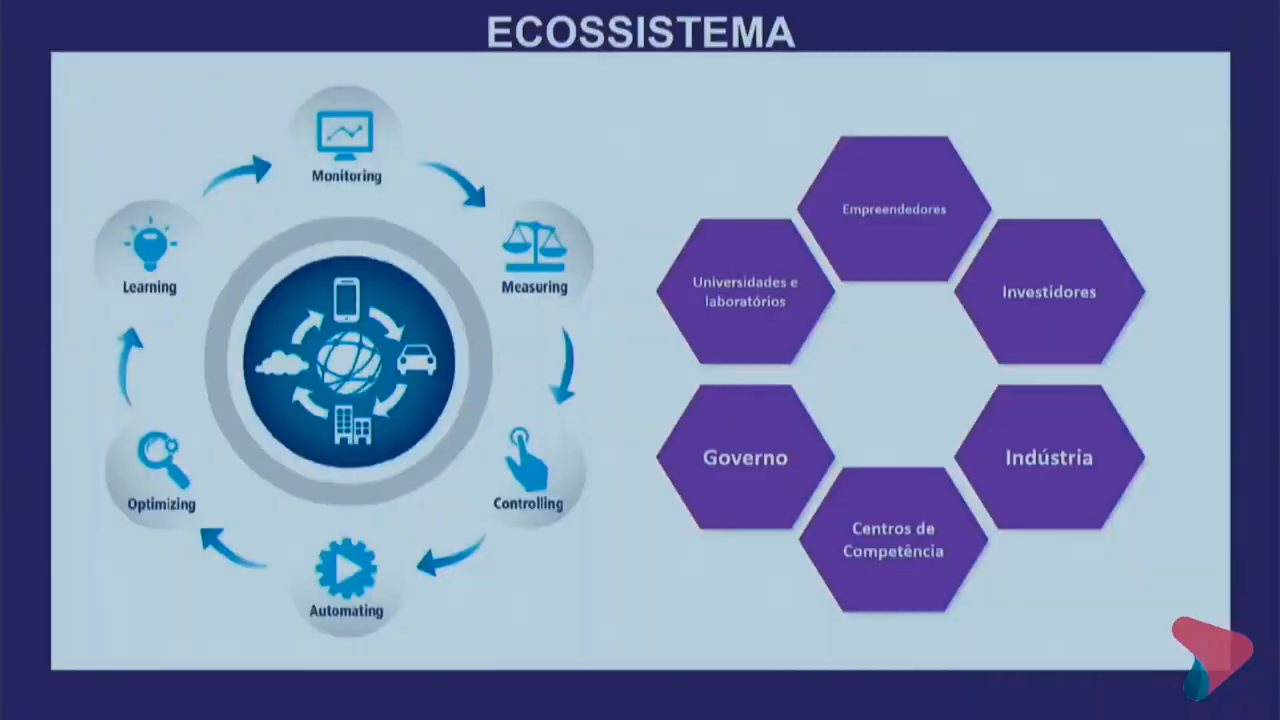 ECOSSISTEMA
Monitoring
Measuring
Controlling
Automating
Optimizing
Learning
Empreendedores
Investidores
Indústria
Centros de
Competência
Governo
Universidades e
laboratórios